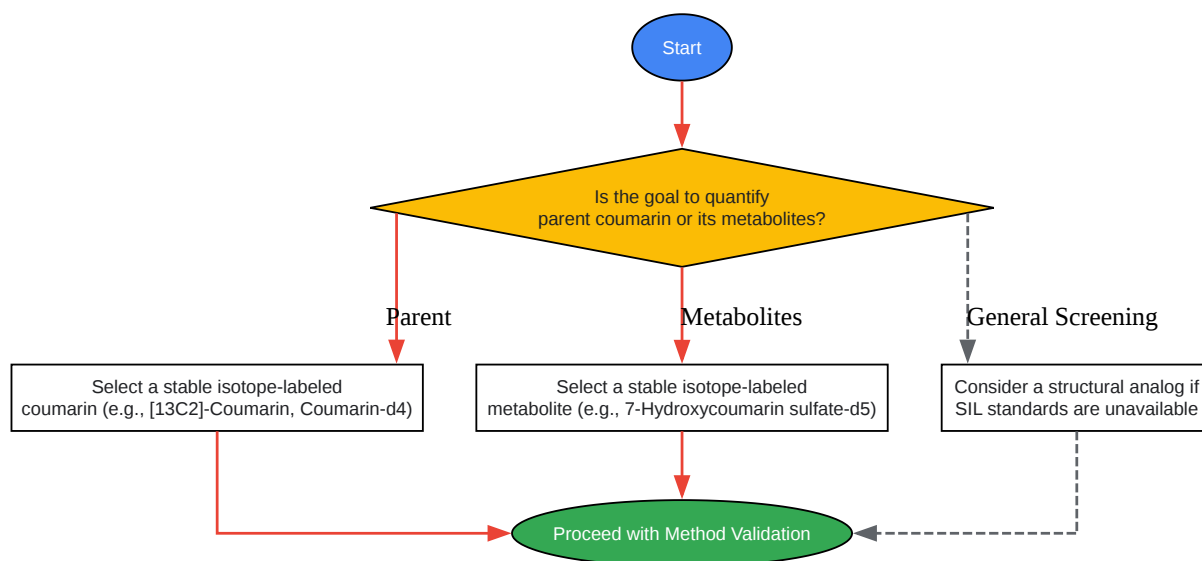 Start
Is the goal to quantify
parent coumarin or its metabolites?
Parent
Metabolites
General Screening
Select a stable isotope-labeled
coumarin (e.g., [13C2]-Coumarin, Coumarin-d4)
Select a stable isotope-labeled
metabolite (e.g., 7-Hydroxycoumarin sulfate-d5)
Consider a structural analog if
SIL standards are unavailable
Proceed with Method Validation